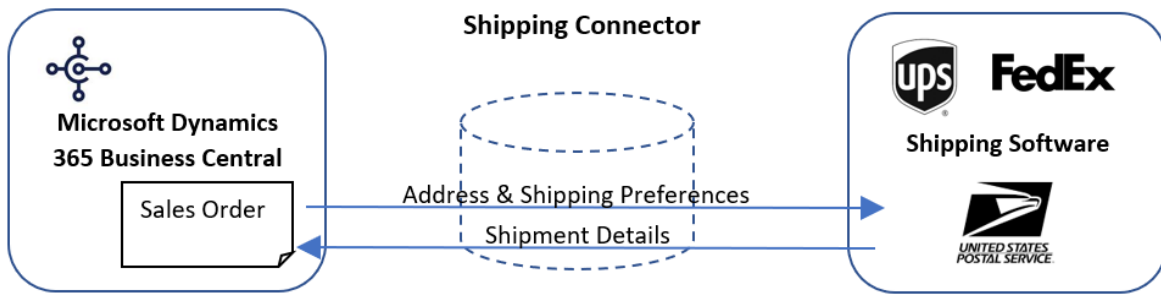 Shipping Connector
Microsoft Dynamics
365 Business Central
Sales Order
Address & Shipping Preferences
Shipment Details
ups
®
FedEx
Shipping Software
UNITED STATES
POSTAL SERVICE.